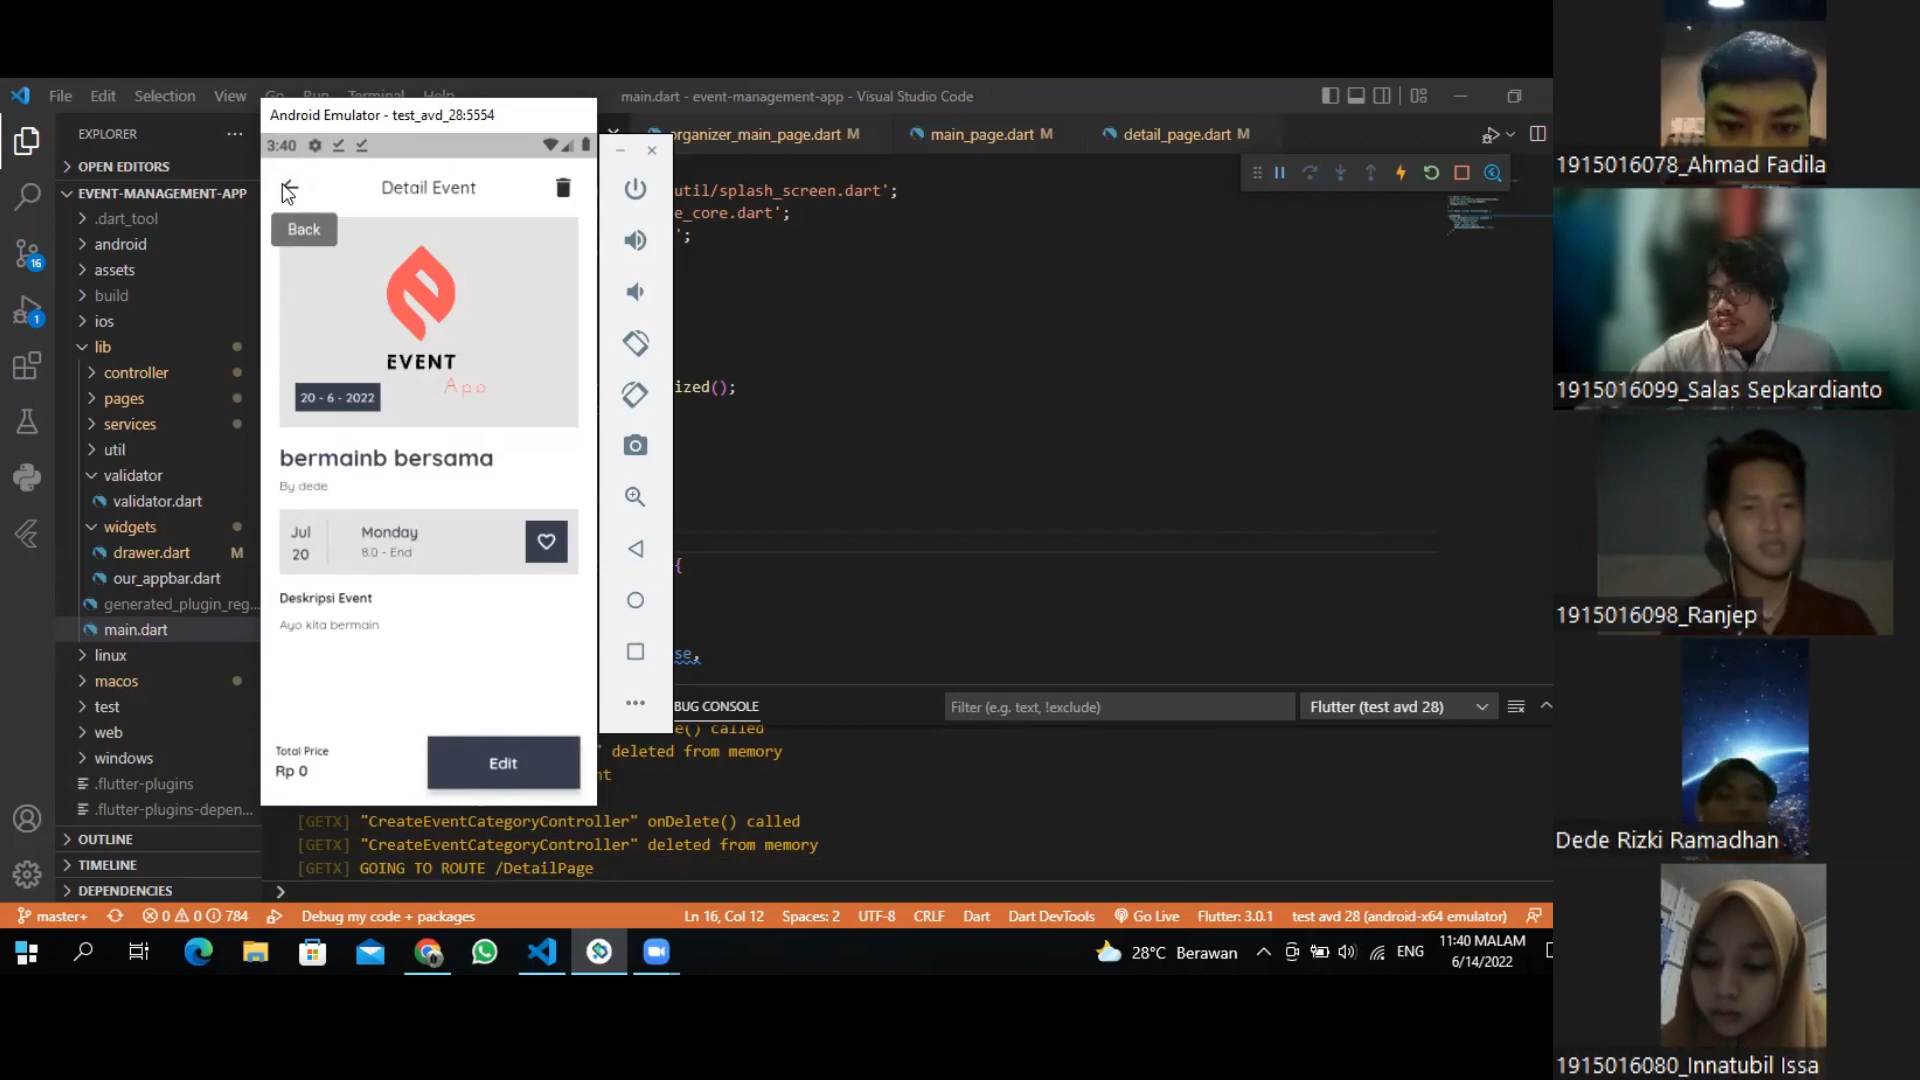 File Edit Selection View Go Run Terminal Help
main.dart - event-management-app - Visual Studio Code
EXPLORER
OPEN EDITORS
EVENT-MANAGEMENT-APP
.dart_tool
android
assets
build
ios
lib
controller
pages
services
util
validator
validator.dart
widgets
drawer.dart M
our_appbar.dart
generated_plugin_reg...
main.dart
linux
macos
test
web
windows
.flutter-plugins
.flutter-plugins-depen...
OUTLINE
TIMELINE
DEPENDENCIES
16
1
Android Emulator - test_avd_28:5554
3:40
Detail Event
Back
EVENT
App
20 - 6 - 2022
bermainb bersama
By dede
Jul
20
Monday
8.0 - End
Deskripsi Event
Ayo kita bermain
Total Price
Rp 0
Edit
organizer_main_page.dart M
main_page.dart M
detail_page.dart M
util/splash_screen.dart';
e_core.dart';
';
ized();
{
se,
BUG CONSOLE
Filter (e.g. text, !exclude)
Flutter (test avd 28)
e() called
" deleted from memory
nt
[GETX] "CreateEventCategoryController" onDelete() called
[GETX] "CreateEventCategoryController" deleted from memory
[GETX] GOING TO ROUTE /DetailPage
master+
0 0 784
Debug my code + packages
Ln 16, Col 12
Spaces: 2
UTF-8
CRLF
Dart
Dart DevTools
Go Live
Flutter: 3.0.1
test avd 28 (android-x64 emulator)
28°C Berawan
ENG
11:40 MALAM
6/14/2022
1915016078_Ahmad Fadila
1915016099_Salas Sepkardianto
1915016098_Ranjep
Dede Rizki Ramadhan
1915016080_Innatubil Issa